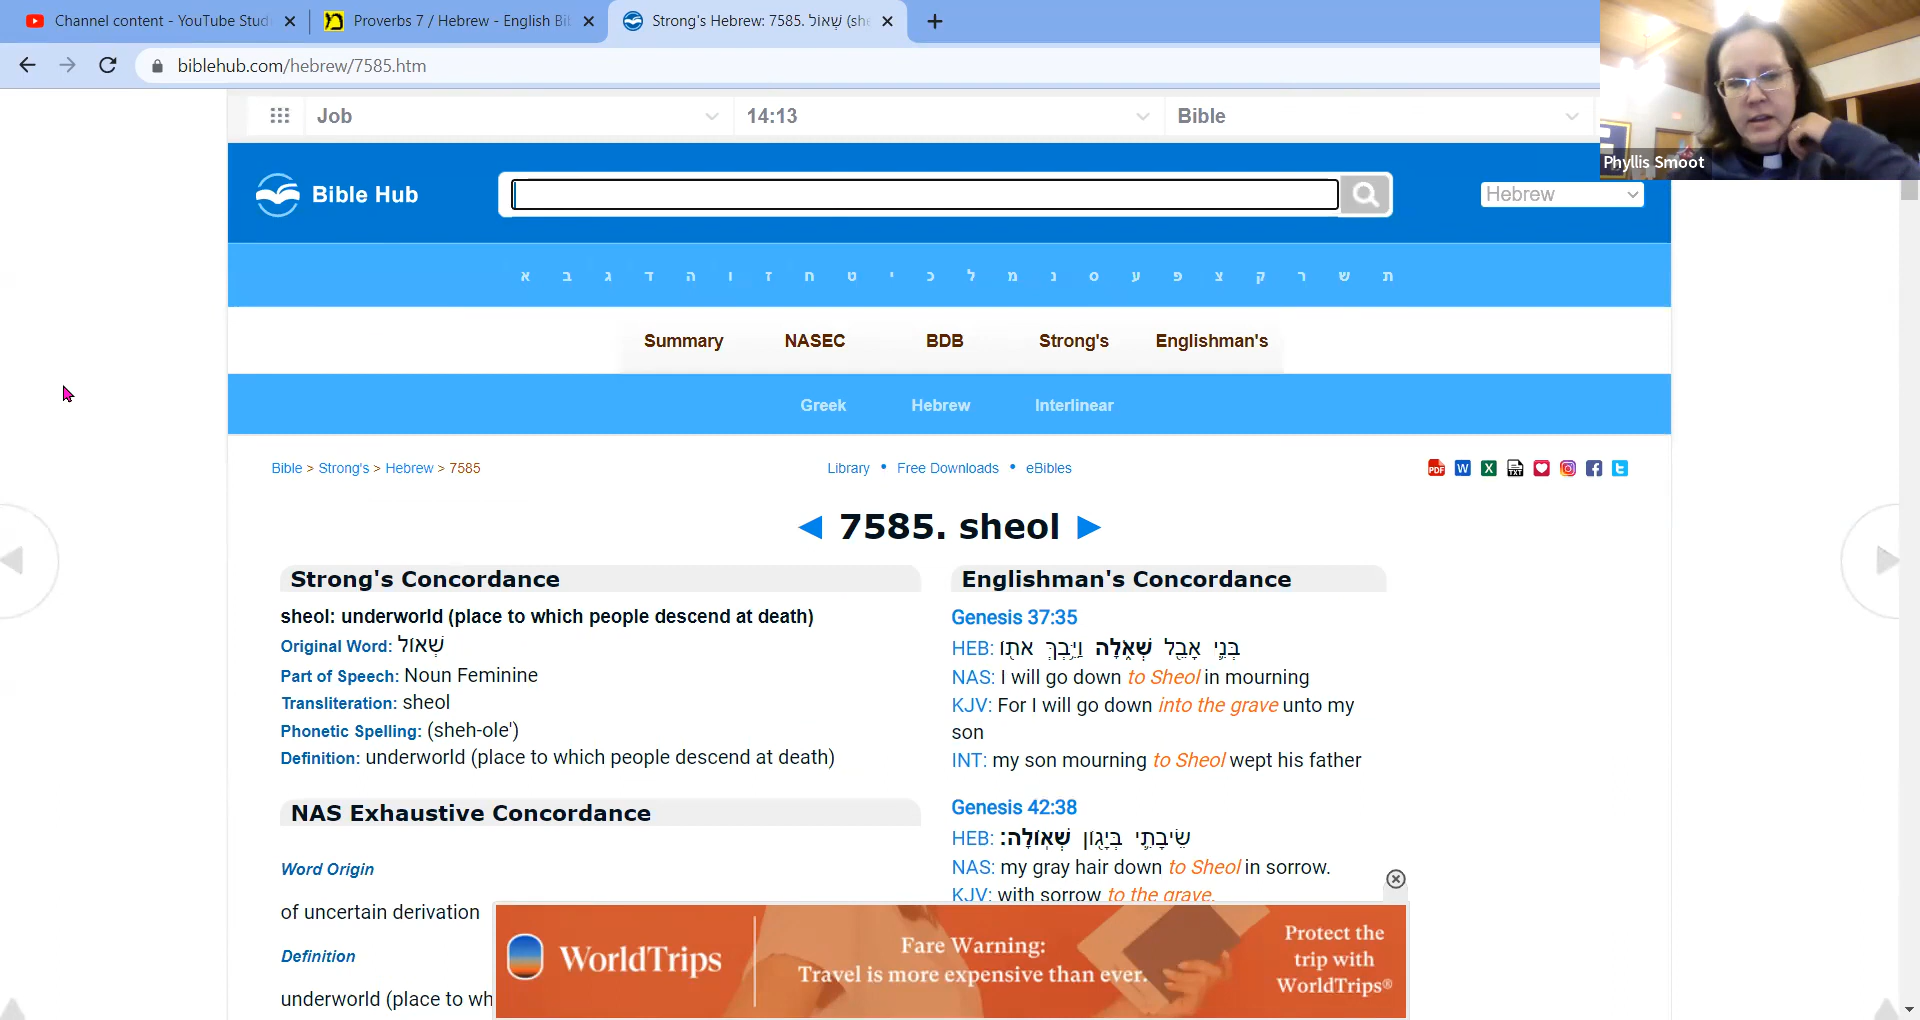 Channel content - YouTube Stud
Proverbs 7 / Hebrew - English Bi
Strong's Hebrew: 7585. שְׁאוֹל (she
biblehub.com/hebrew/7585.htm
Job
14:13
Bible
Phyllis Smoot
Bible Hub
Hebrew
א ב ג ד ה ו ז ח ט י כ ל מ נ ס ע פ צ ק ר ש ת
Summary NASEC BDB Strong's Englishman's
Greek Hebrew Interlinear
Bible > Strong's > Hebrew > 7585
Library • Free Downloads • eBibles
◀ 7585. sheol ▶
Strong's Concordance
sheol: underworld (place to which people descend at death)
Original Word: שְׁאוֹל
Part of Speech: Noun Feminine
Transliteration: sheol
Phonetic Spelling: (sheh-ole')
Definition: underworld (place to which people descend at death)
NAS Exhaustive Concordance
Word Origin
of uncertain derivation
Definition
underworld (place to wh
Englishman's Concordance
Genesis 37:35
HEB: בְּנִ֛י אָבֵ֖ל שְׁאֹ֑לָה וַיֵּ֥בְךְּ אֹת֖וֹ
NAS: I will go down to Sheol in mourning
KJV: For I will go down into the grave unto my
son
INT: my son mourning to Sheol wept his father
Genesis 42:38
HEB: שֵׂיבָתִ֛י בְּיָג֖וֹן שְׁאֽוֹלָה׃
NAS: my gray hair down to Sheol in sorrow.
KJV: with sorrow to the grave.
WorldTrips
Fare Warning:
Travel is more expensive than ever.
Protect the
trip with
WorldTrips®